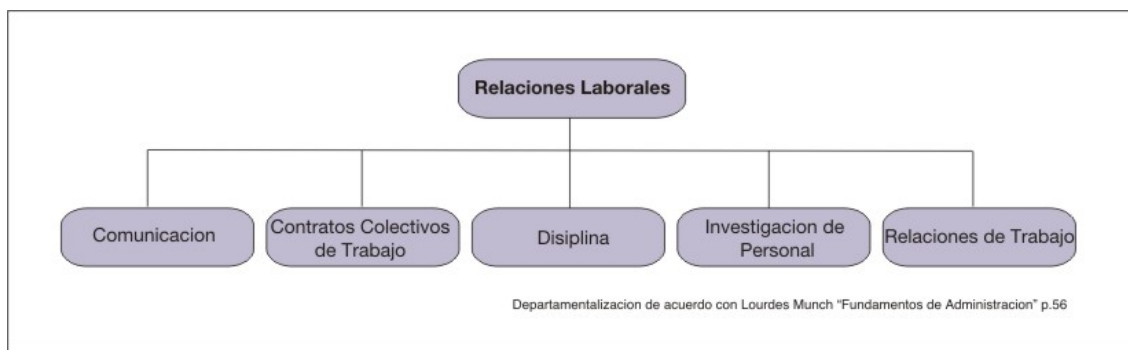 Relaciones Laborales
Comunicacion
Contratos Colectivos
de Trabajo
Disiplina
Investigacion de
Personal
Relaciones de Trabajo
Departamentalizacion de acuerdo con Lourdes Munch “Fundamentos de Administracion” p.56